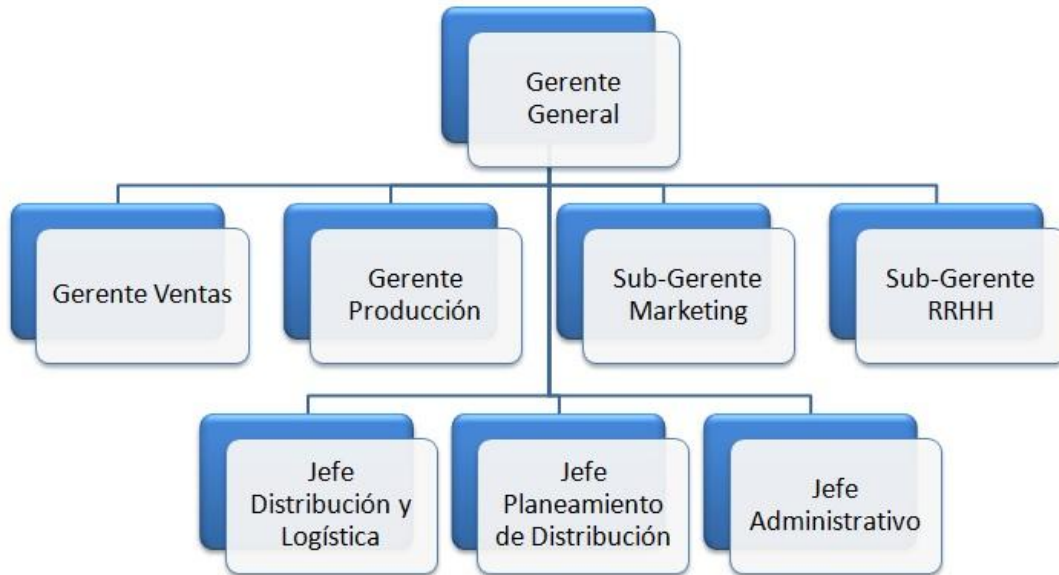 Gerente
General
Gerente Ventas
Gerente
Producción
Sub-Gerente
Marketing
Sub-Gerente
RRHH
Jefe
Distribución y
Logística
Jefe
Planeamiento
de Distribución
Jefe
Administrativo